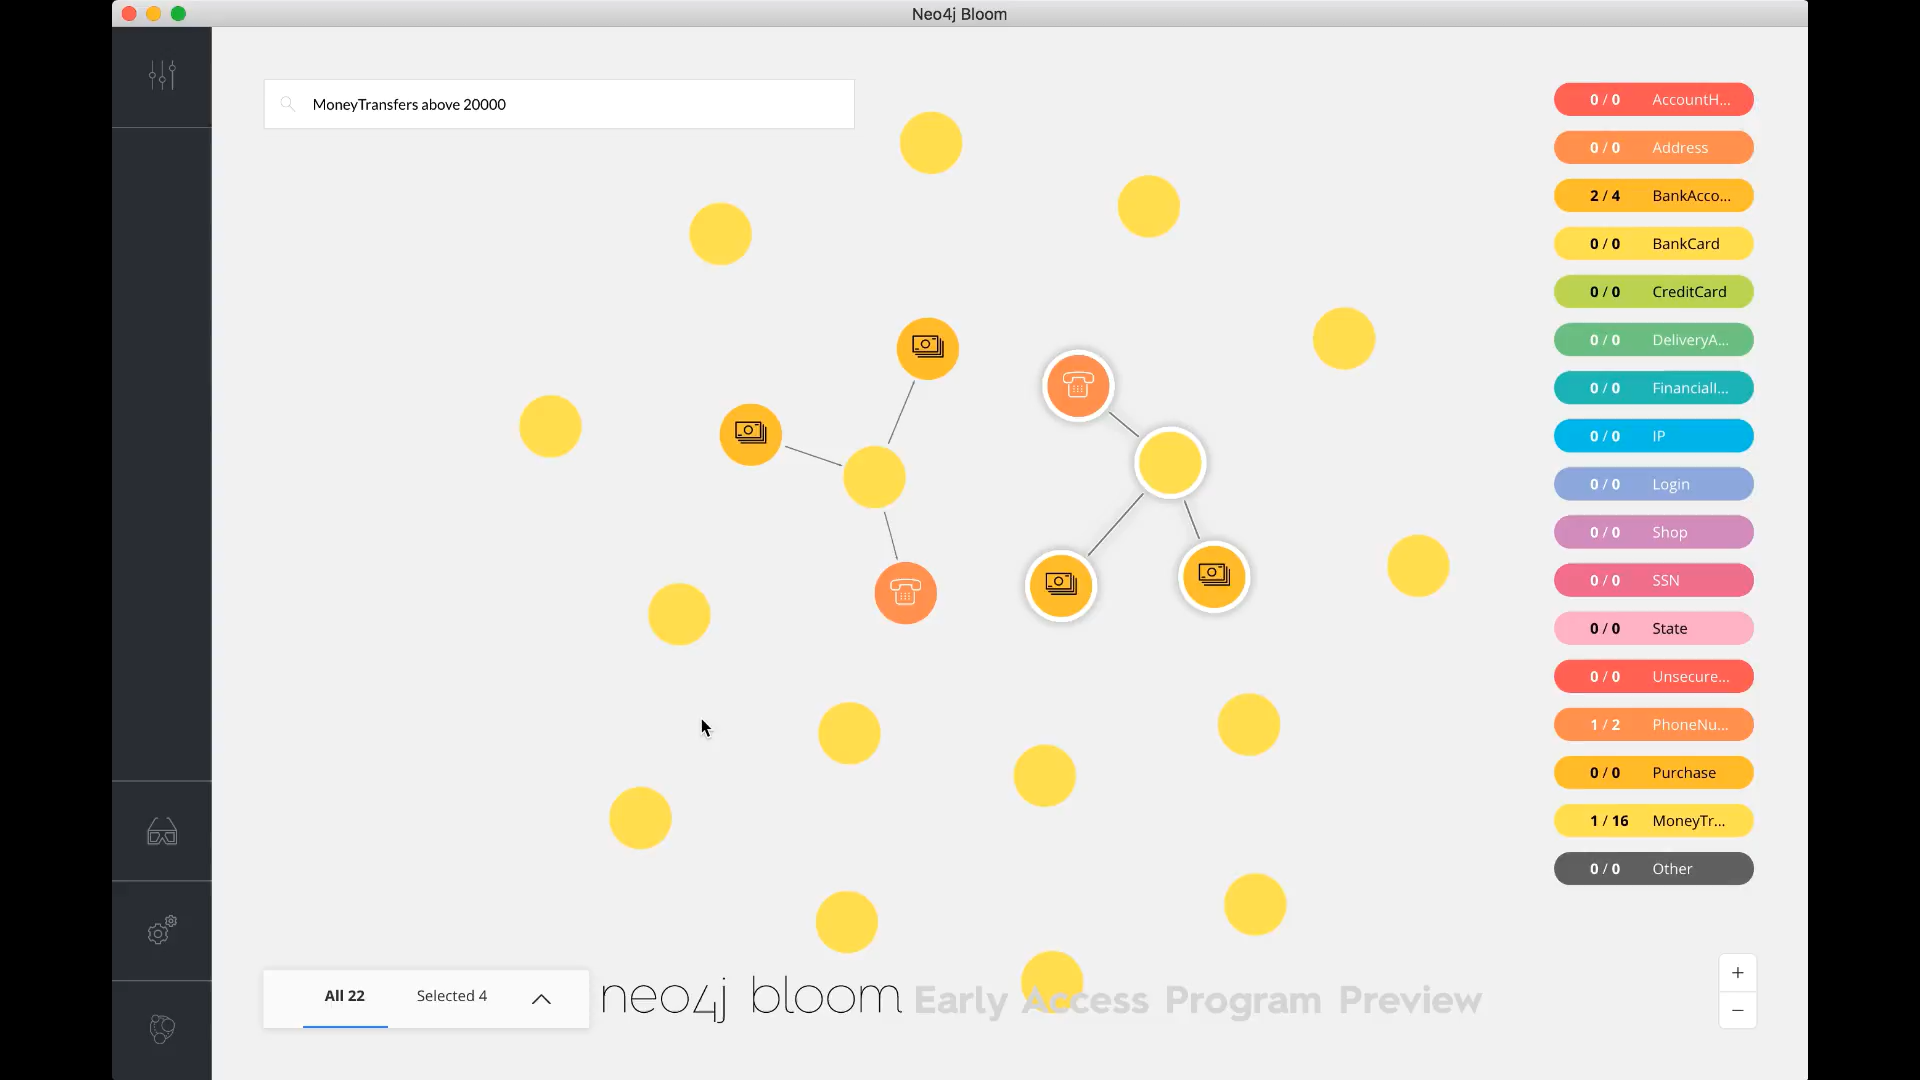 Neo4j Bloom
MoneyTransfers above 20000
0 / 0 AccountH...
0 / 0 Address
2 / 4 BankAcco...
0 / 0 BankCard
0 / 0 CreditCard
0 / 0 DeliveryA...
0 / 0 FinancialI...
0 / 0 IP
0 / 0 Login
0 / 0 Shop
0 / 0 SSN
0 / 0 State
0 / 0 Unsecure...
1 / 2 PhoneNu...
0 / 0 Purchase
1 / 16 MoneyTr...
0 / 0 Other
All 22 Selected 4
neo4j bloom Early Access Program Preview
+
−